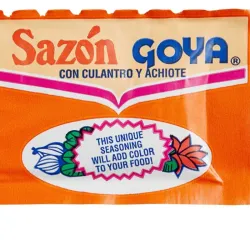 Sazón GOYA®
CON CULANTRO Y ACHIOTE
THIS UNIQUE
SEASONING
WILL ADD COLOR
TO YOUR FOOD!